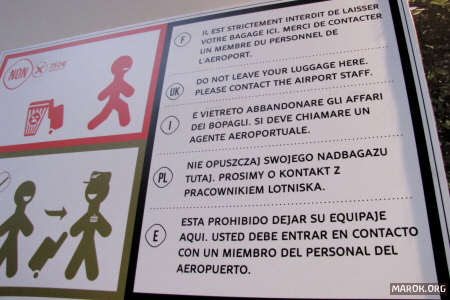 NON
F
IL EST STRICTEMENT INTERDIT DE LAISSER
VOTRE BAGAGE ICI. MERCI DE CONTACTER
UN MEMBRE DU PERSONNEL DE
L'AEROPORT.
UK
DO NOT LEAVE YOUR LUGGAGE HERE.
PLEASE CONTACT THE AIRPORT STAFF.
I
E VIETRETO ABBANDONARE GLI AFFARI
DEI BOPAGLI. SI DEVE CHIAMARE UN
AGENTE AEROPORTUALE.
PL
NIE OPUSZCZAJ SWOJEGO NADBAGAZU
TUTAJ. PROSIMY O KONTAKT Z
PRACOWNIKIEM LOTNISKA.
E
ESTA PROHIBIDO DEJAR SU EQUIPAJE
AQUI. USTED DEBE ENTRAR EN CONTACTO
CON UN MIEMBRO DEL PERSONAL DEL
AEROPUERTO.
MAROK.ORG